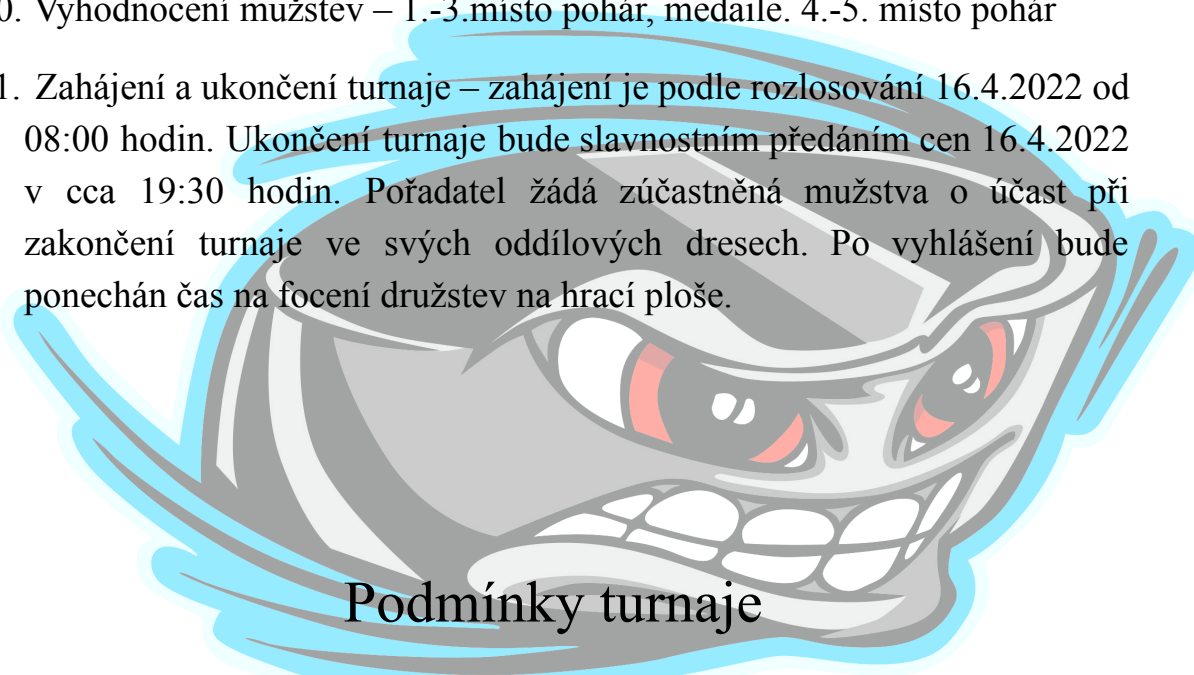 0. Vyhodnocení mužstev – 1.-3.místo pohár, medaile. 4.-5. místo pohár
1. Zahájení a ukončení turnaje – zahájení je podle rozlosování 16.4.2022 od
08:00 hodin. Ukončení turnaje bude slavnostním předáním cen 16.4.2022
v cca 19:30 hodin. Pořadatel žádá zúčastněná mužstva o účast při
zakončení turnaje ve svých oddílových dresech. Po vyhlášení bude
ponechán čas na focení družstev na hrací ploše.
Podmínky turnaje